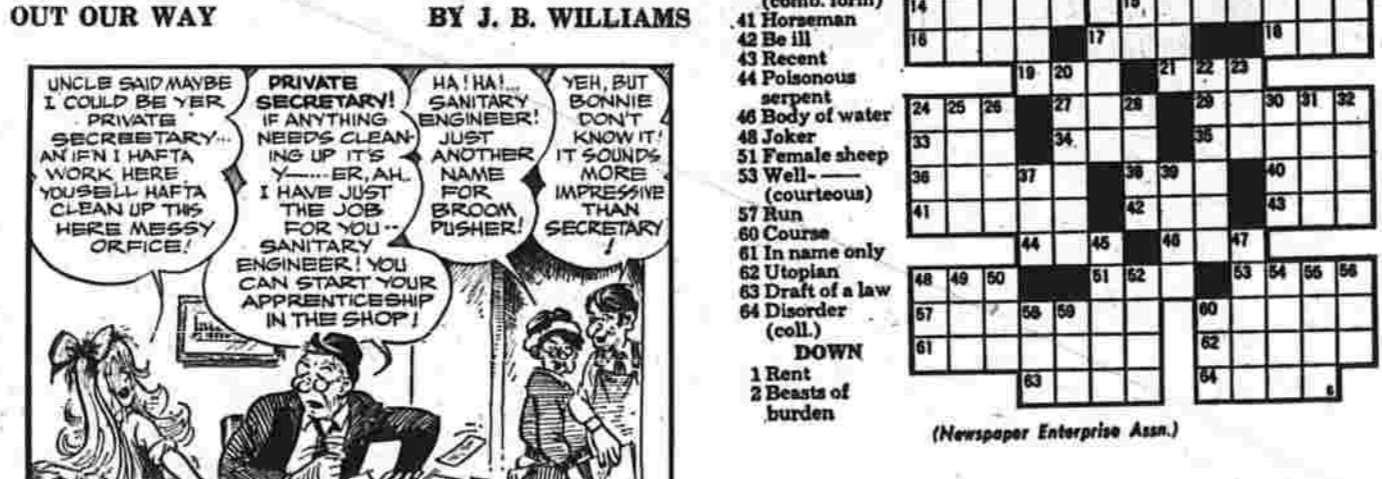 OUT OUR WAY
BY J. B. WILLIAMS
UNCLE SAID MAYBE
I COULD BE YER
PRIVATE
SECREETARY...
AN IFN I HAFTA
WORK HERE
YOUSE'LL HAFTA
CLEAN UP THIS
HERE MESSY
ORFICE!
PRIVATE
SECRETARY!
IF ANYTHING
NEEDS CLEAN-
ING UP IT'S
Y-----ER, AH..
I HAVE JUST
THE JOB
FOR YOU--
SANITARY
ENGINEER! YOU
CAN START YOUR
APPRENTICESHIP
IN THE SHOP!
HA! HA!...
SANITARY
ENGINEER!
JUST
ANOTHER
NAME
FOR
BROOM
PUSHER!
YEH, BUT
BONNIE
DON'T
KNOW IT!
IT SOUNDS
MORE
IMPRESSIVE
THAN
SECRETARY
!
(comb. form)
41 Horseman
42 Be ill
43 Recent
44 Poisonous
serpent
46 Body of water
48 Joker
51 Female sheep
53 Well- ——
(courteous)
57 Run
60 Course
61 In name only
62 Utopian
63 Draft of a law
64 Disorder
(coll.)
DOWN
1 Rent
2 Beasts of
burden
14 15
16 17 18
19 20 21 22 23
24 25 26 27 28 29 30 31 32
33 34 35
36 37 38 39 40
41 42 43
44 45 46 47
48 49 50 51 52 53 54 55 56
57 58 59 60
61 62
63 64
6
(Newspaper Enterprise Assn.)